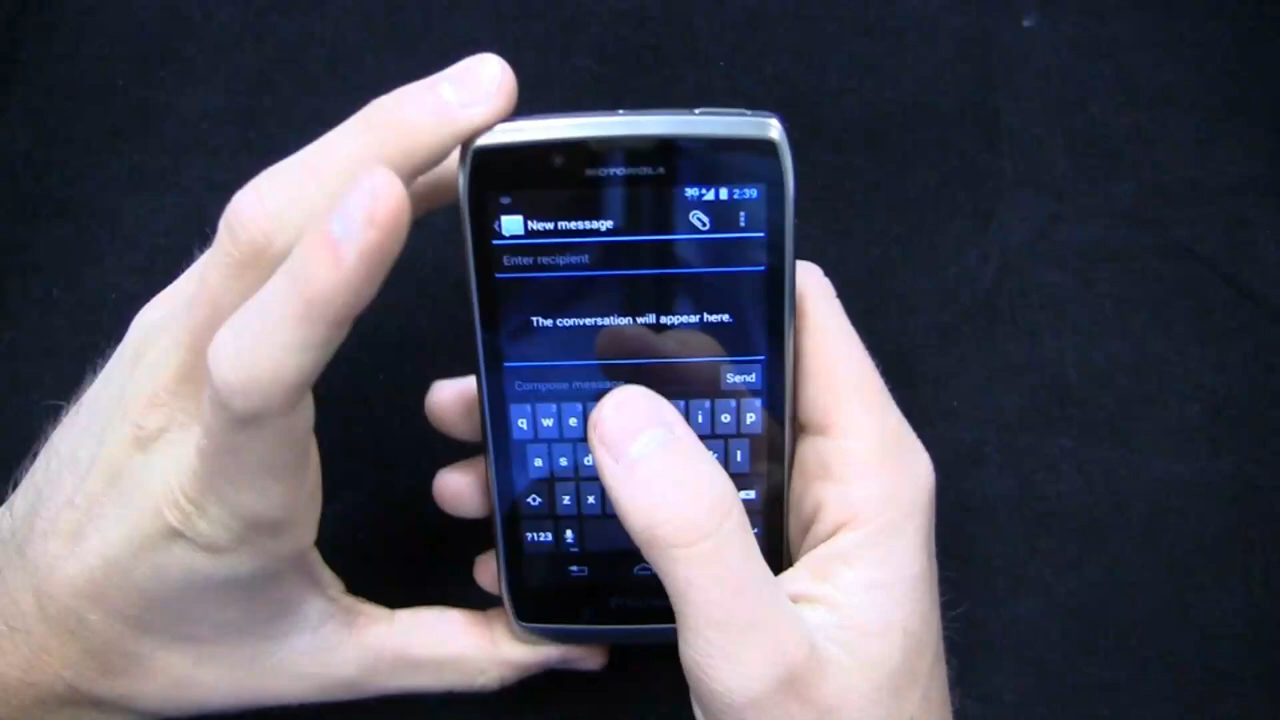 MOTOROLA
3G 2:39
New message
Enter recipient
The conversation will appear here.
Compose message
Send
q w e i o p
a s d k l
z x
?123